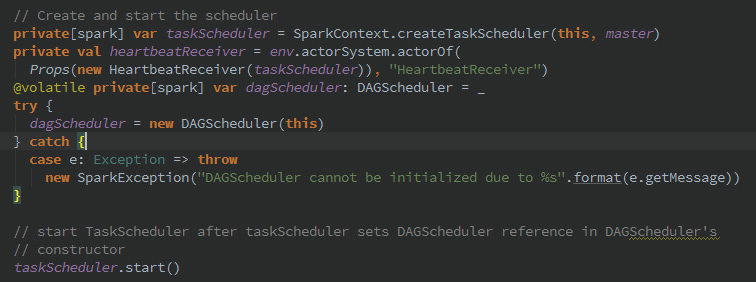 // Create and start the scheduler
private[spark] var taskScheduler = SparkContext.createTaskScheduler(this, master)
private val heartbeatReceiver = env.actorSystem.actorOf(
  Props(new HeartbeatReceiver(taskScheduler)), "HeartbeatReceiver")
@volatile private[spark] var dagScheduler: DAGScheduler = _
try {
  dagScheduler = new DAGScheduler(this)
} catch {
  case e: Exception => throw
    new SparkException("DAGScheduler cannot be initialized due to %s".format(e.getMessage))
}

// start TaskScheduler after taskScheduler sets DAGScheduler reference in DAGScheduler's
// constructor
taskScheduler.start()